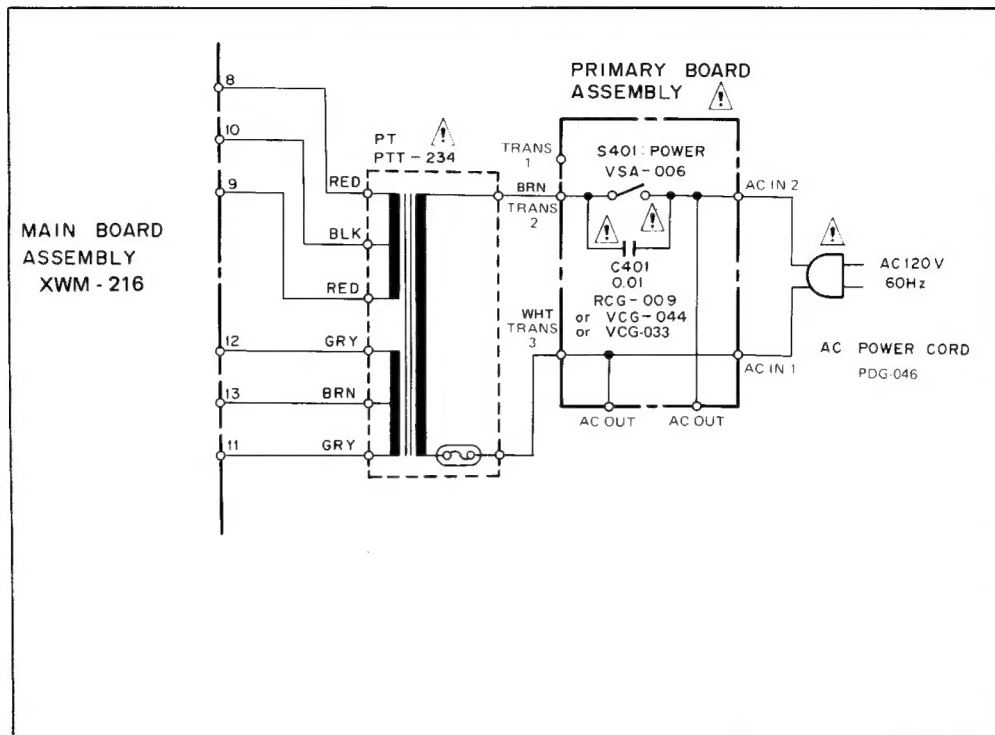 PRIMARY BOARD
ASSEMBLY
8
10
9
PT
PTT-234
TRANS
1
S401:POWER
VSA-006
RED
BRN
TRANS
2
AC IN 2
MAIN BOARD
ASSEMBLY
XWM-216
BLK
C401
0.01
RCG-009
or VCG-044
or VCG-033
AC 120V
60Hz
RED
WHT
TRANS
3
12
GRY
AC IN 1
AC POWER CORD
PDG-046
13
BRN
AC OUT
AC OUT
11
GRY
!
!
!
!
!